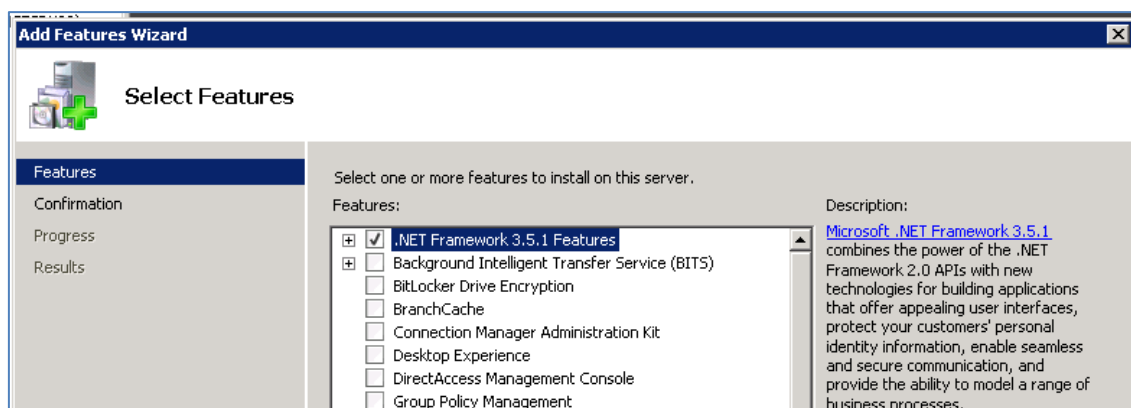 Add Features Wizard
Select Features
Features
Confirmation
Progress
Results
Select one or more features to install on this server.
Features:
.NET Framework 3.5.1 Features
Background Intelligent Transfer Service (BITS)
BitLocker Drive Encryption
BranchCache
Connection Manager Administration Kit
Desktop Experience
DirectAccess Management Console
Group Policy Management
Description:
Microsoft .NET Framework 3.5.1
combines the power of the .NET
Framework 2.0 APIs with new
technologies for building applications
that offer appealing user interfaces,
protect your customers' personal
identity information, enable seamless
and secure communication, and
provide the ability to model a range of
business processes.